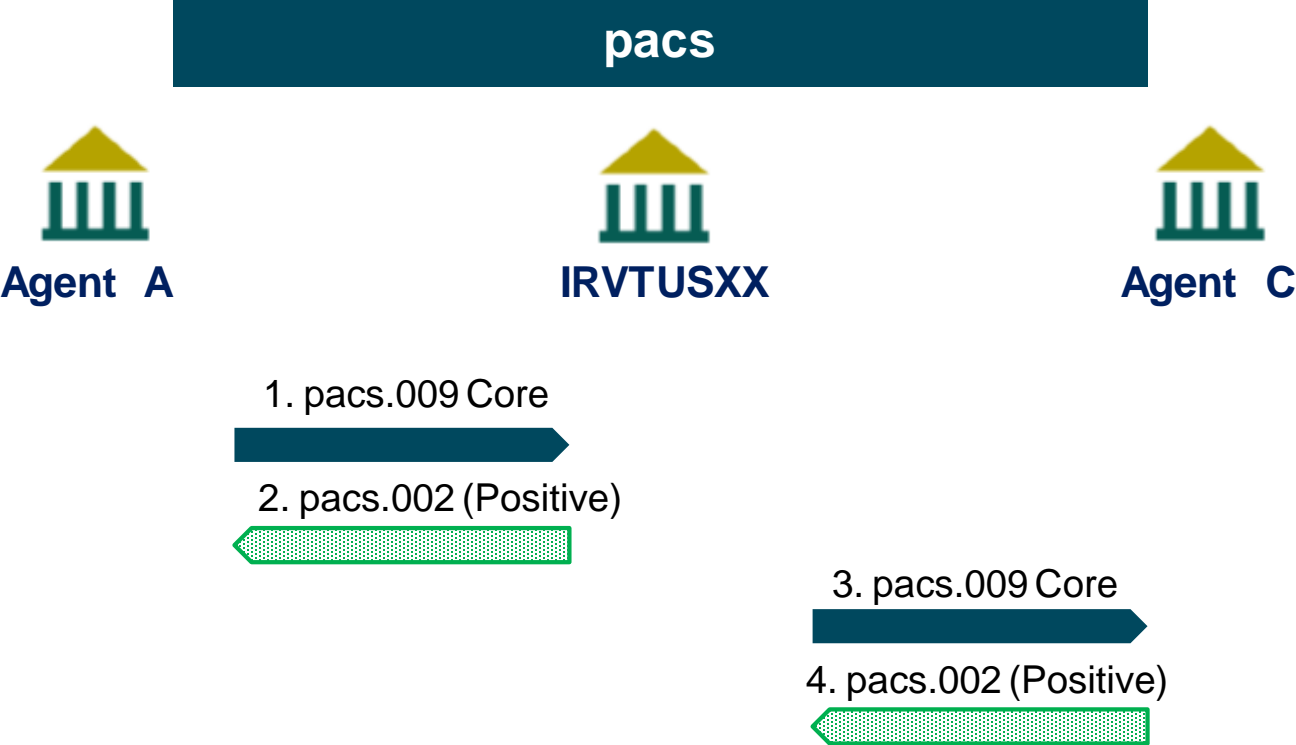 pacs
Agent A
IRVTUSXX
Agent C
1. pacs.009 Core
2. pacs.002 (Positive)
3. pacs.009 Core
4. pacs.002 (Positive)